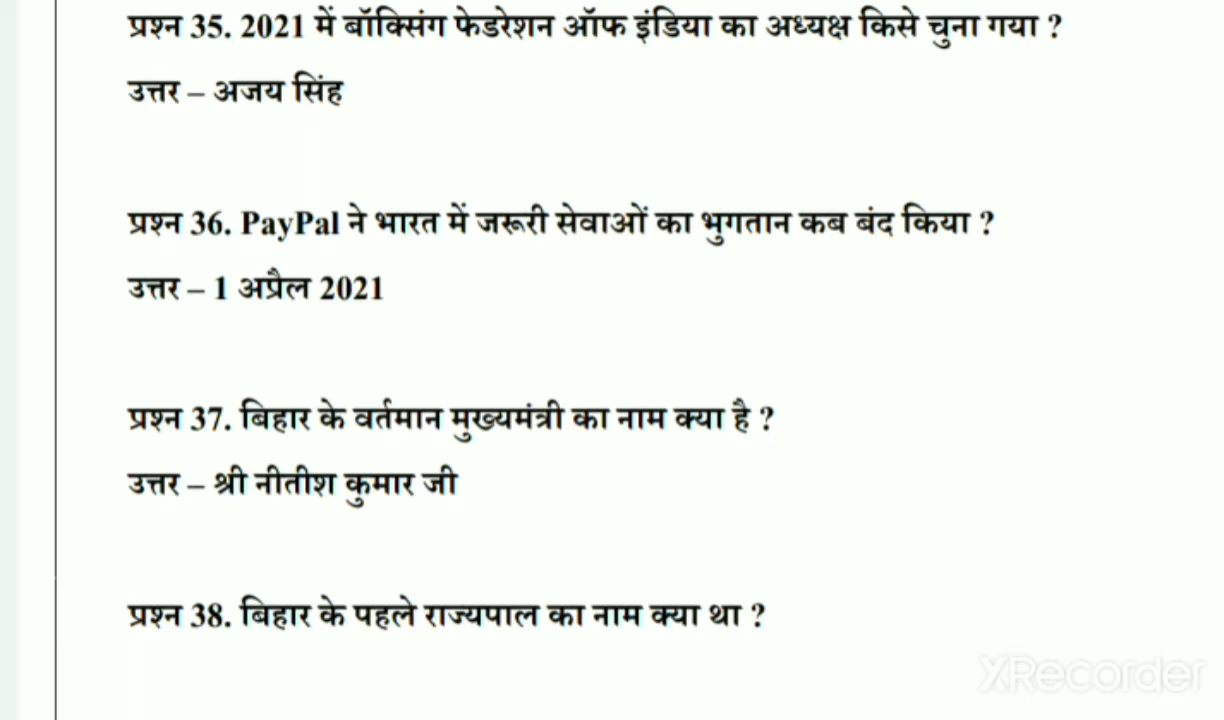 प्रश्न 35. 2021 में बॉक्सिंग फेडरेशन ऑफ इंडिया का अध्यक्ष किसे चुना गया ?
उत्तर – अजय सिंह
प्रश्न 36. PayPal ने भारत में जरूरी सेवाओं का भुगतान कब बंद किया ?
उत्तर – 1 अप्रैल 2021
प्रश्न 37. बिहार के वर्तमान मुख्यमंत्री का नाम क्या है ?
उत्तर – श्री नीतीश कुमार जी
प्रश्न 38. बिहार के पहले राज्यपाल का नाम क्या था ?
XRecorder